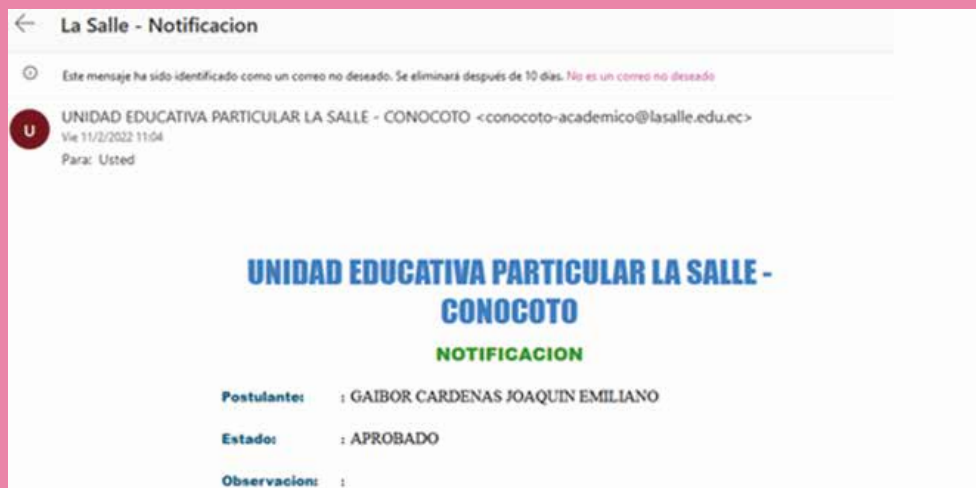 La Salle - Notificacion
Este mensaje ha sido identificado como un correo no deseado. Se eliminará después de 10 días. No es un correo no deseado
U
UNIDAD EDUCATIVA PARTICULAR LA SALLE - CONOCOTO <conocoto-academico@lasalle.edu.ec>
Vie 11/2/2022 11:04
Para: Usted
UNIDAD EDUCATIVA PARTICULAR LA SALLE -
CONOCOTO
NOTIFICACION
Postulante: : GAIBOR CARDENAS JOAQUIN EMILIANO
Estado: : APROBADO
Observacion: :